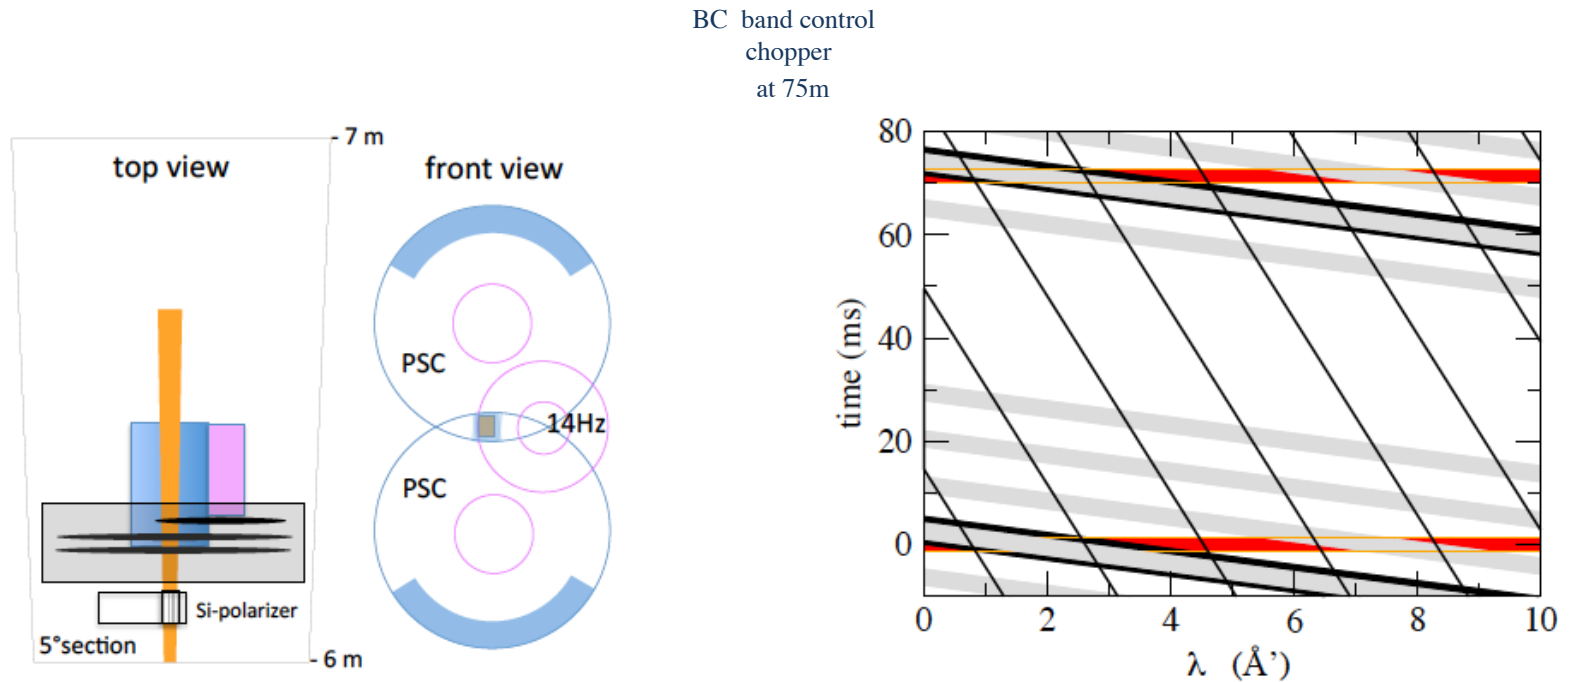 BC band control
chopper
at 75m
- 7 m
top view
front view
PSC
14Hz
PSC
Si-polarizer
5°section
- 6 m
80
60
40
20
0
time (ms)
0 2 4 6 8 10
λ (Å’)